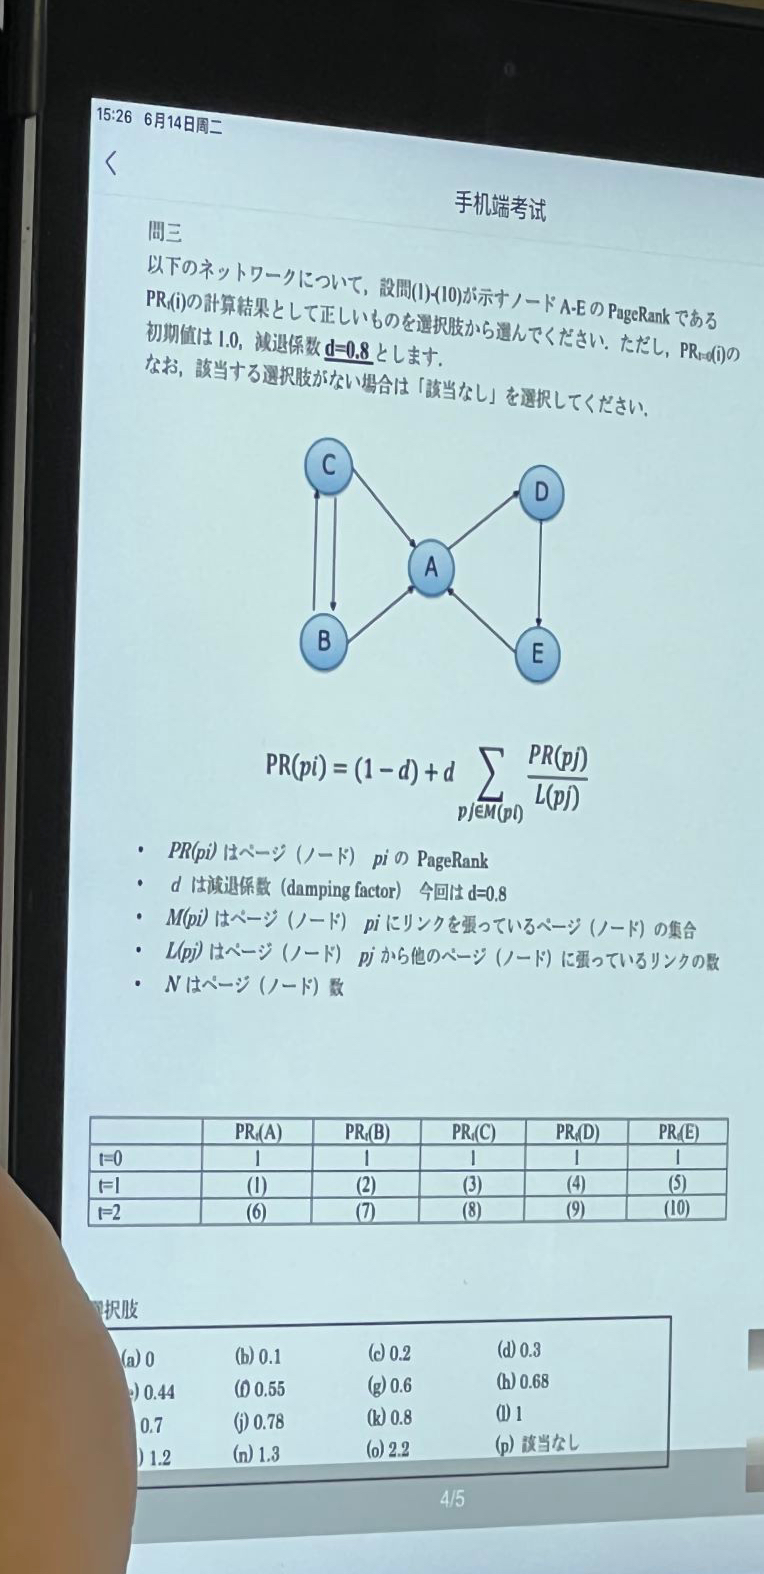 15:26 6月14日周二
手机端考试
問三
以下のネットワークについて，設問(1)-(10)が示すノード A-E の PageRank である
PRₜ(i)の計算結果として正しいものを選択肢から選んでください．ただし，PRₜ₌₀(i)の
初期値は 1.0，減退係数 d=0.8 とします．
なお，該当する選択肢がない場合は「該当なし」を選択してください．
C
D
A
B
E
PR(pi) = (1 − d) + d ∑ pj∈M(pi) PR(pj) / L(pj)
• PR(pi) はページ（ノード） pi の PageRank
• d は減退係数（damping factor） 今回は d=0.8
• M(pi) はページ（ノード） pi にリンクを張っているページ（ノード）の集合
• L(pj) はページ（ノード） pj から他のページ（ノード）に張っているリンクの数
• N はページ（ノード）数
PRₜ(A) PRₜ(B) PRₜ(C) PRₜ(D) PRₜ(E)
t=0 1 1 1 1 1
t=1 (1) (2) (3) (4) (5)
t=2 (6) (7) (8) (9) (10)
択肢
(a) 0 (b) 0.1 (c) 0.2 (d) 0.3
) 0.44 (f) 0.55 (g) 0.6 (h) 0.68
0.7 (j) 0.78 (k) 0.8 (l) 1
) 1.2 (n) 1.3 (o) 2.2 (p) 該当なし
4/5